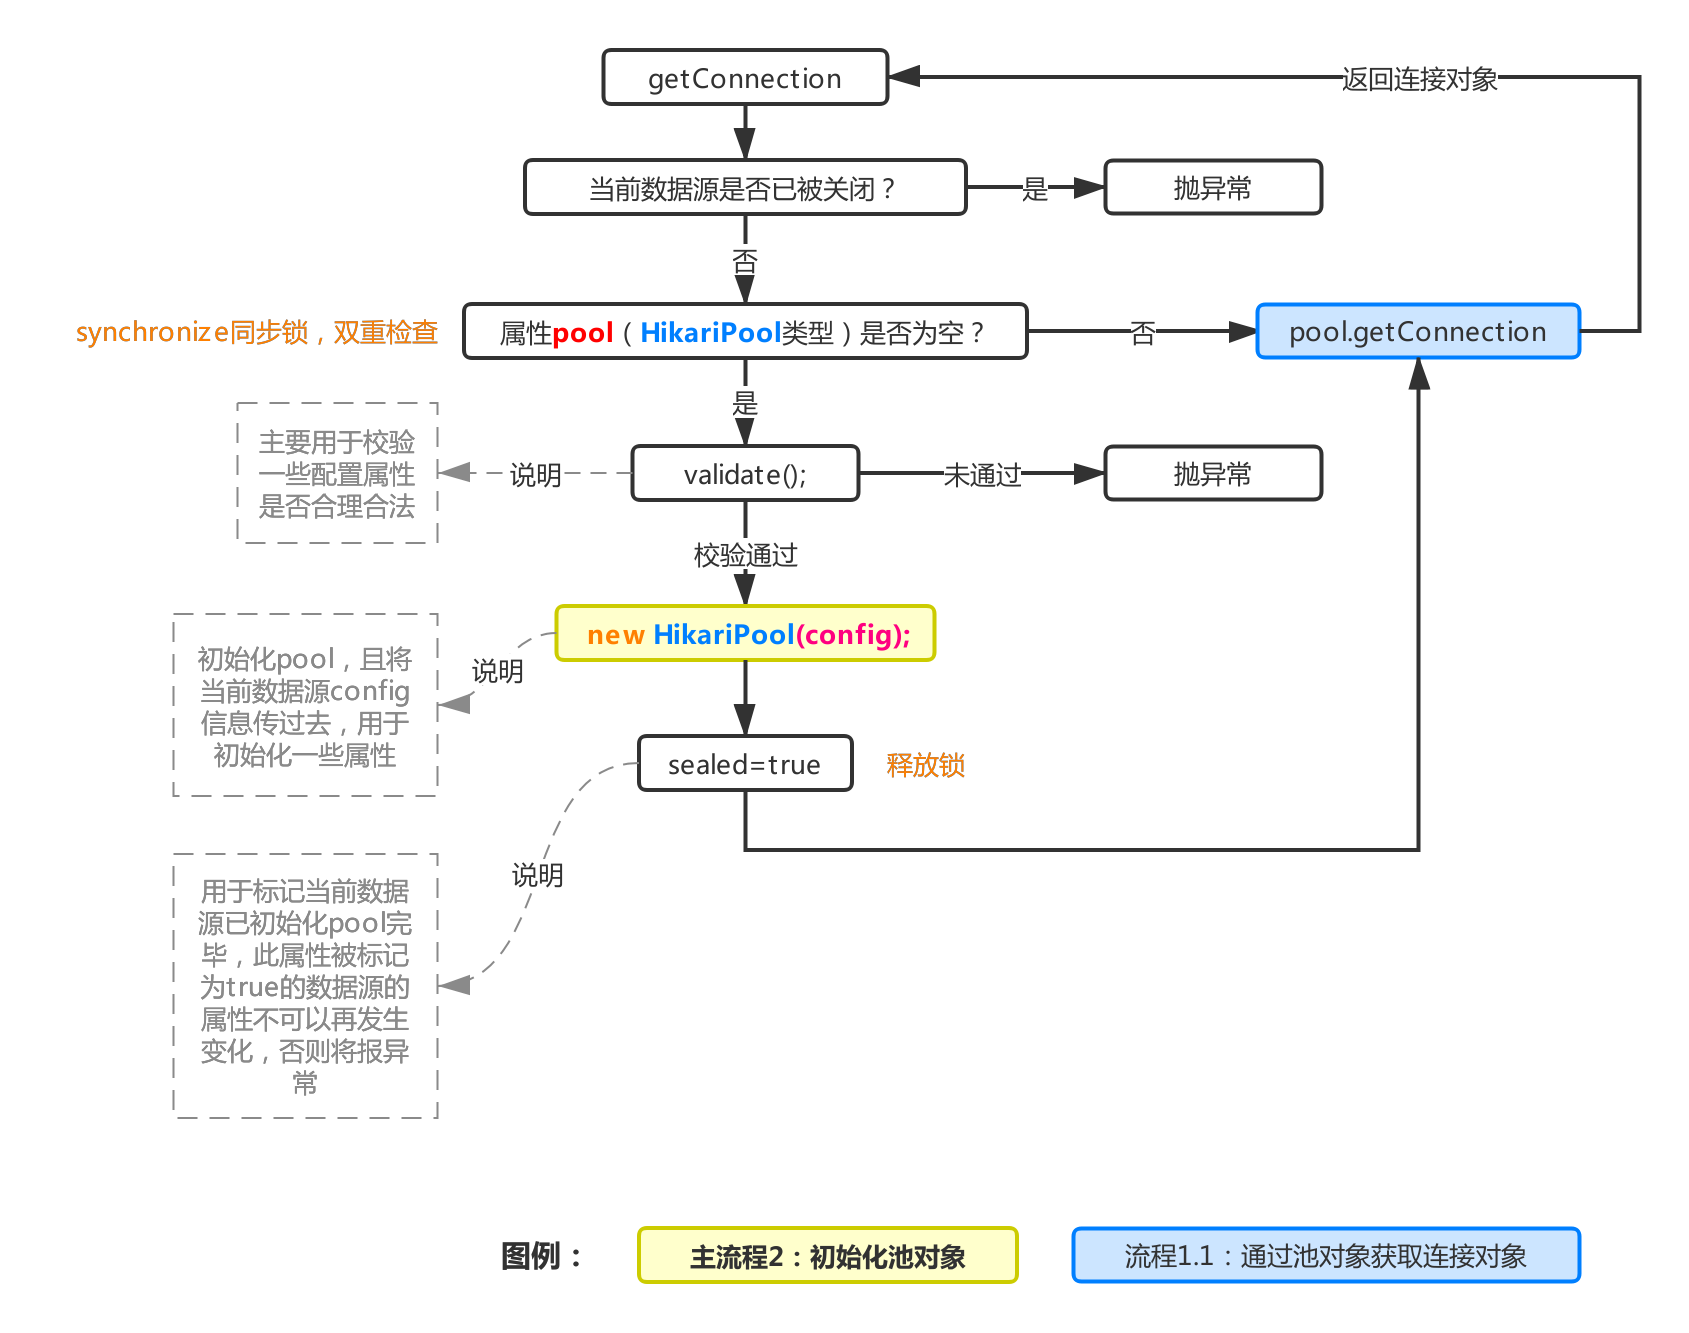 getConnection
返回连接对象
当前数据源是否已被关闭？
是
抛异常
否
synchronize同步锁，双重检查
属性pool（HikariPool类型）是否为空？
否
pool.getConnection
是
主要用于校验
一些配置属性
是否合理合法
说明
validate();
未通过
抛异常
校验通过
new HikariPool(config);
说明
初始化pool，且将
当前数据源config
信息传过去，用于
初始化一些属性
sealed=true
释放锁
说明
用于标记当前数据
源已初始化pool完
毕，此属性被标记
为true的数据源的
属性不可以再发生
变化，否则将报异
常
图例：
主流程2：初始化池对象
流程1.1：通过池对象获取连接对象